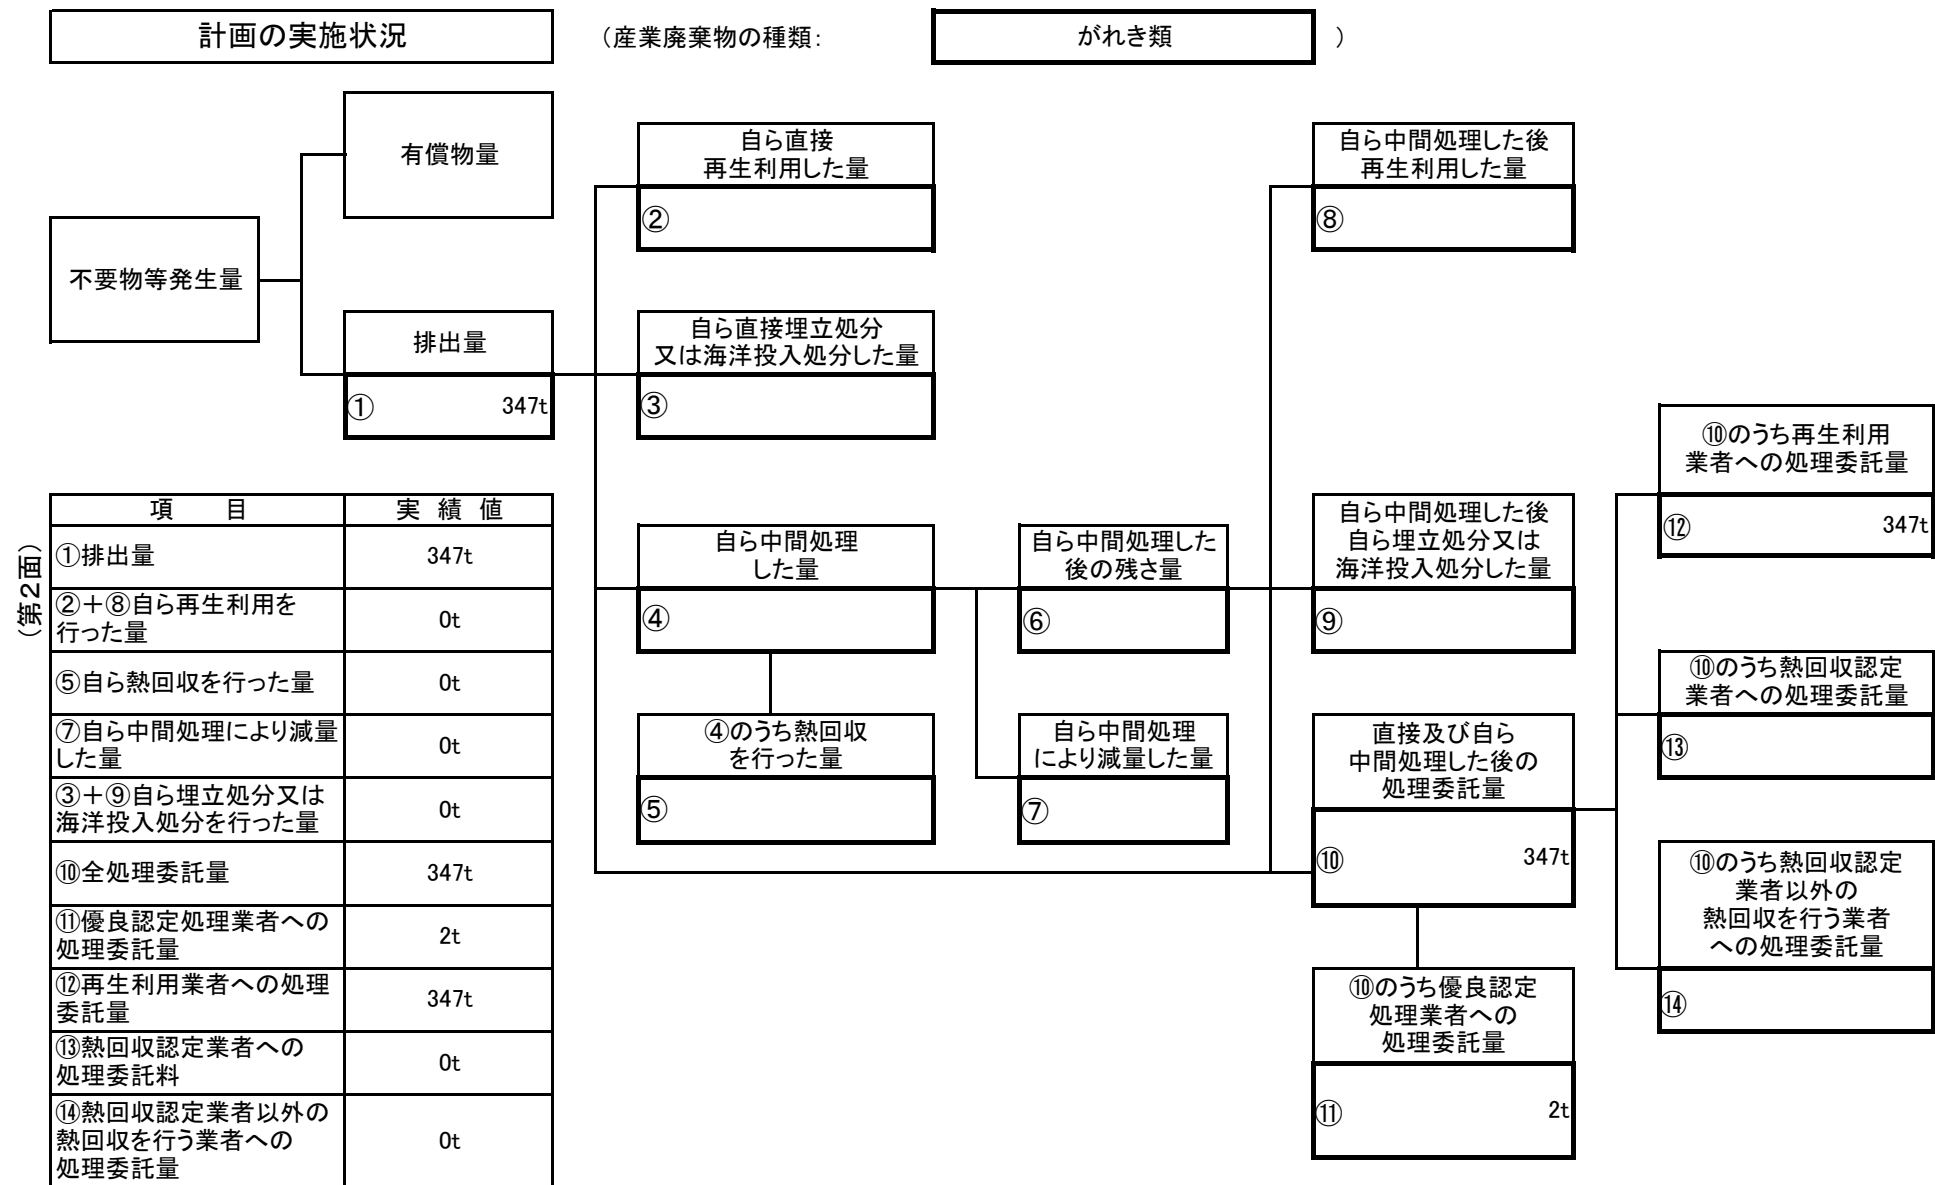 計画の実施状況
（産業廃棄物の種類：
がれき類
）
有償物量
不要物等発生量
排出量
①
347t
自ら直接
再生利用した量
②
自ら直接埋立処分
又は海洋投入処分した量
③
自ら中間処理した後
再生利用した量
⑧
自ら中間処理
した量
④
④のうち熱回収
を行った量
⑤
自ら中間処理した
後の残さ量
⑥
自ら中間処理
により減量した量
⑦
自ら中間処理した後
自ら埋立処分又は
海洋投入処分した量
⑨
直接及び自ら
中間処理した後の
処理委託量
⑩
347t
⑩のうち優良認定
処理業者への
処理委託量
⑪
2t
⑩のうち再生利用
業者への処理委託量
⑫
347t
⑩のうち熱回収認定
業者への処理委託量
⑬
⑩のうち熱回収認定
業者以外の
熱回収を行う業者
への処理委託量
⑭
（第2面）
項 目
実 績 値
①排出量
347t
②＋⑧自ら再生利用を
行った量
0t
⑤自ら熱回収を行った量
0t
⑦自ら中間処理により減量
した量
0t
③＋⑨自ら埋立処分又は
海洋投入処分を行った量
0t
⑩全処理委託量
347t
⑪優良認定処理業者への
処理委託量
2t
⑫再生利用業者への処理
委託量
347t
⑬熱回収認定業者への
処理委託料
0t
⑭熱回収認定業者以外の
熱回収を行う業者への
処理委託量
0t